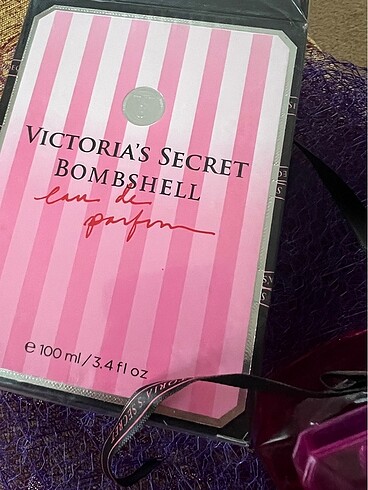 VICTORIA'S SECRET
BOMBSHELL
eau de
parfum
e 100 ml / 3.4 fl oz